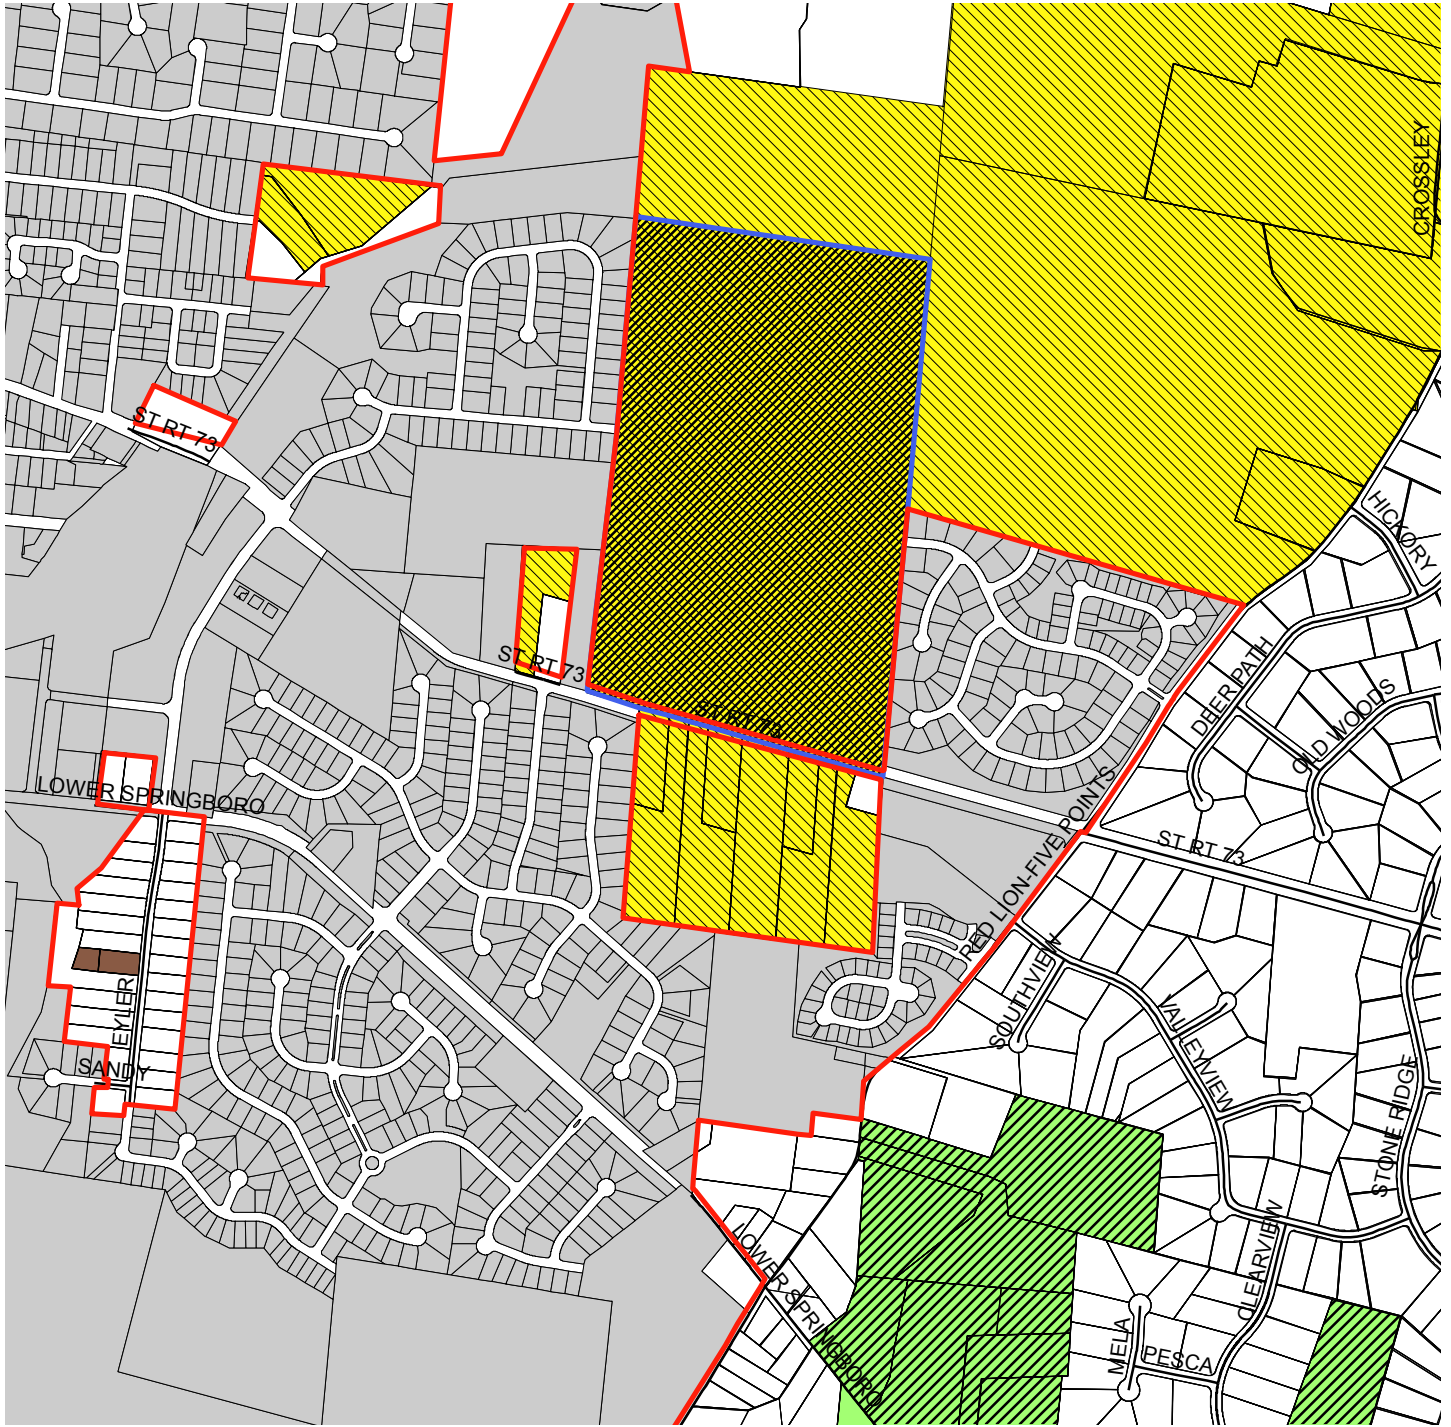 CROSSLEY
ST RT 73
HICKORY
ST RT 73
DEER PATH
OLD WOODS
ST RT 73
LOWER SPRINGBORO
RED LION-FIVE POINTS
ST RT 73
SOUTHVIEW
VALLEYVIEW
EYLER
SANDY
STONE RIDGE
CLEARVIEW
LOWER SPRINGBORO
MELA
PESCA